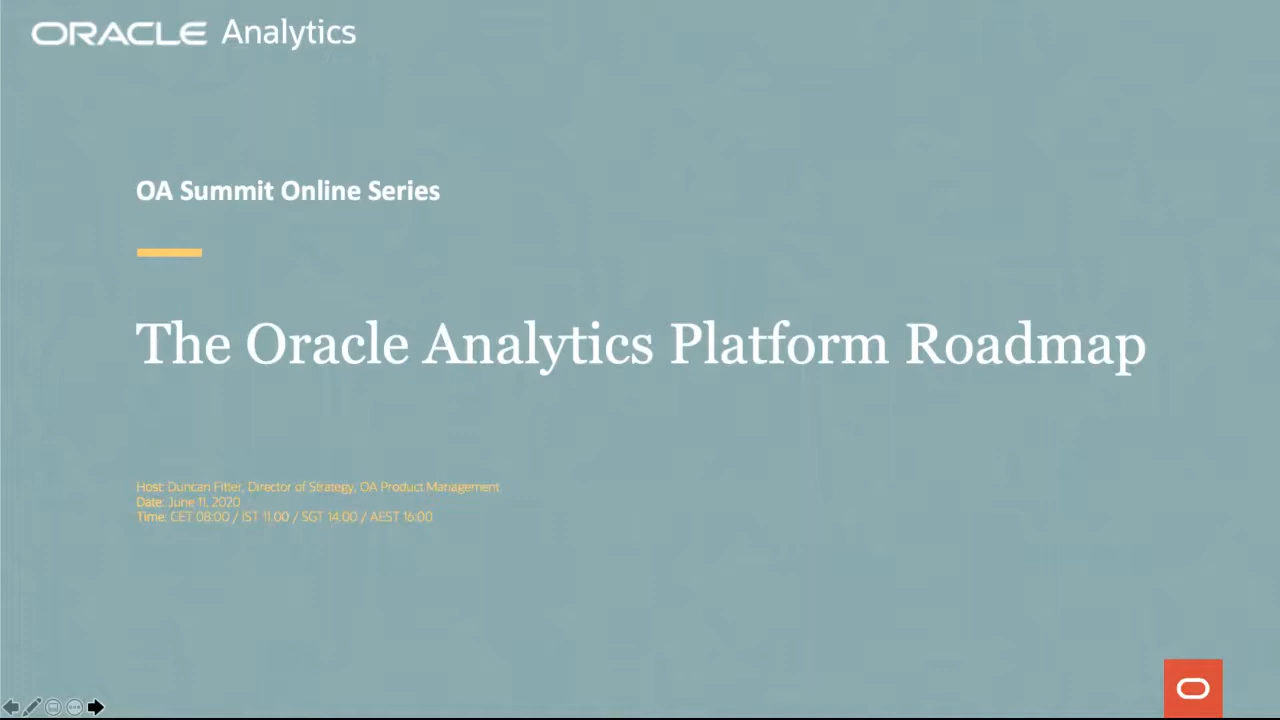 ORACLE Analytics
OA Summit Online Series
The Oracle Analytics Platform Roadmap
Host: Duncan Fitter, Director of Strategy, OA Product Management
Date: June 11, 2020
Time: CET 08:00 / IST 11:00 / SGT 14:00 / AEST 16:00